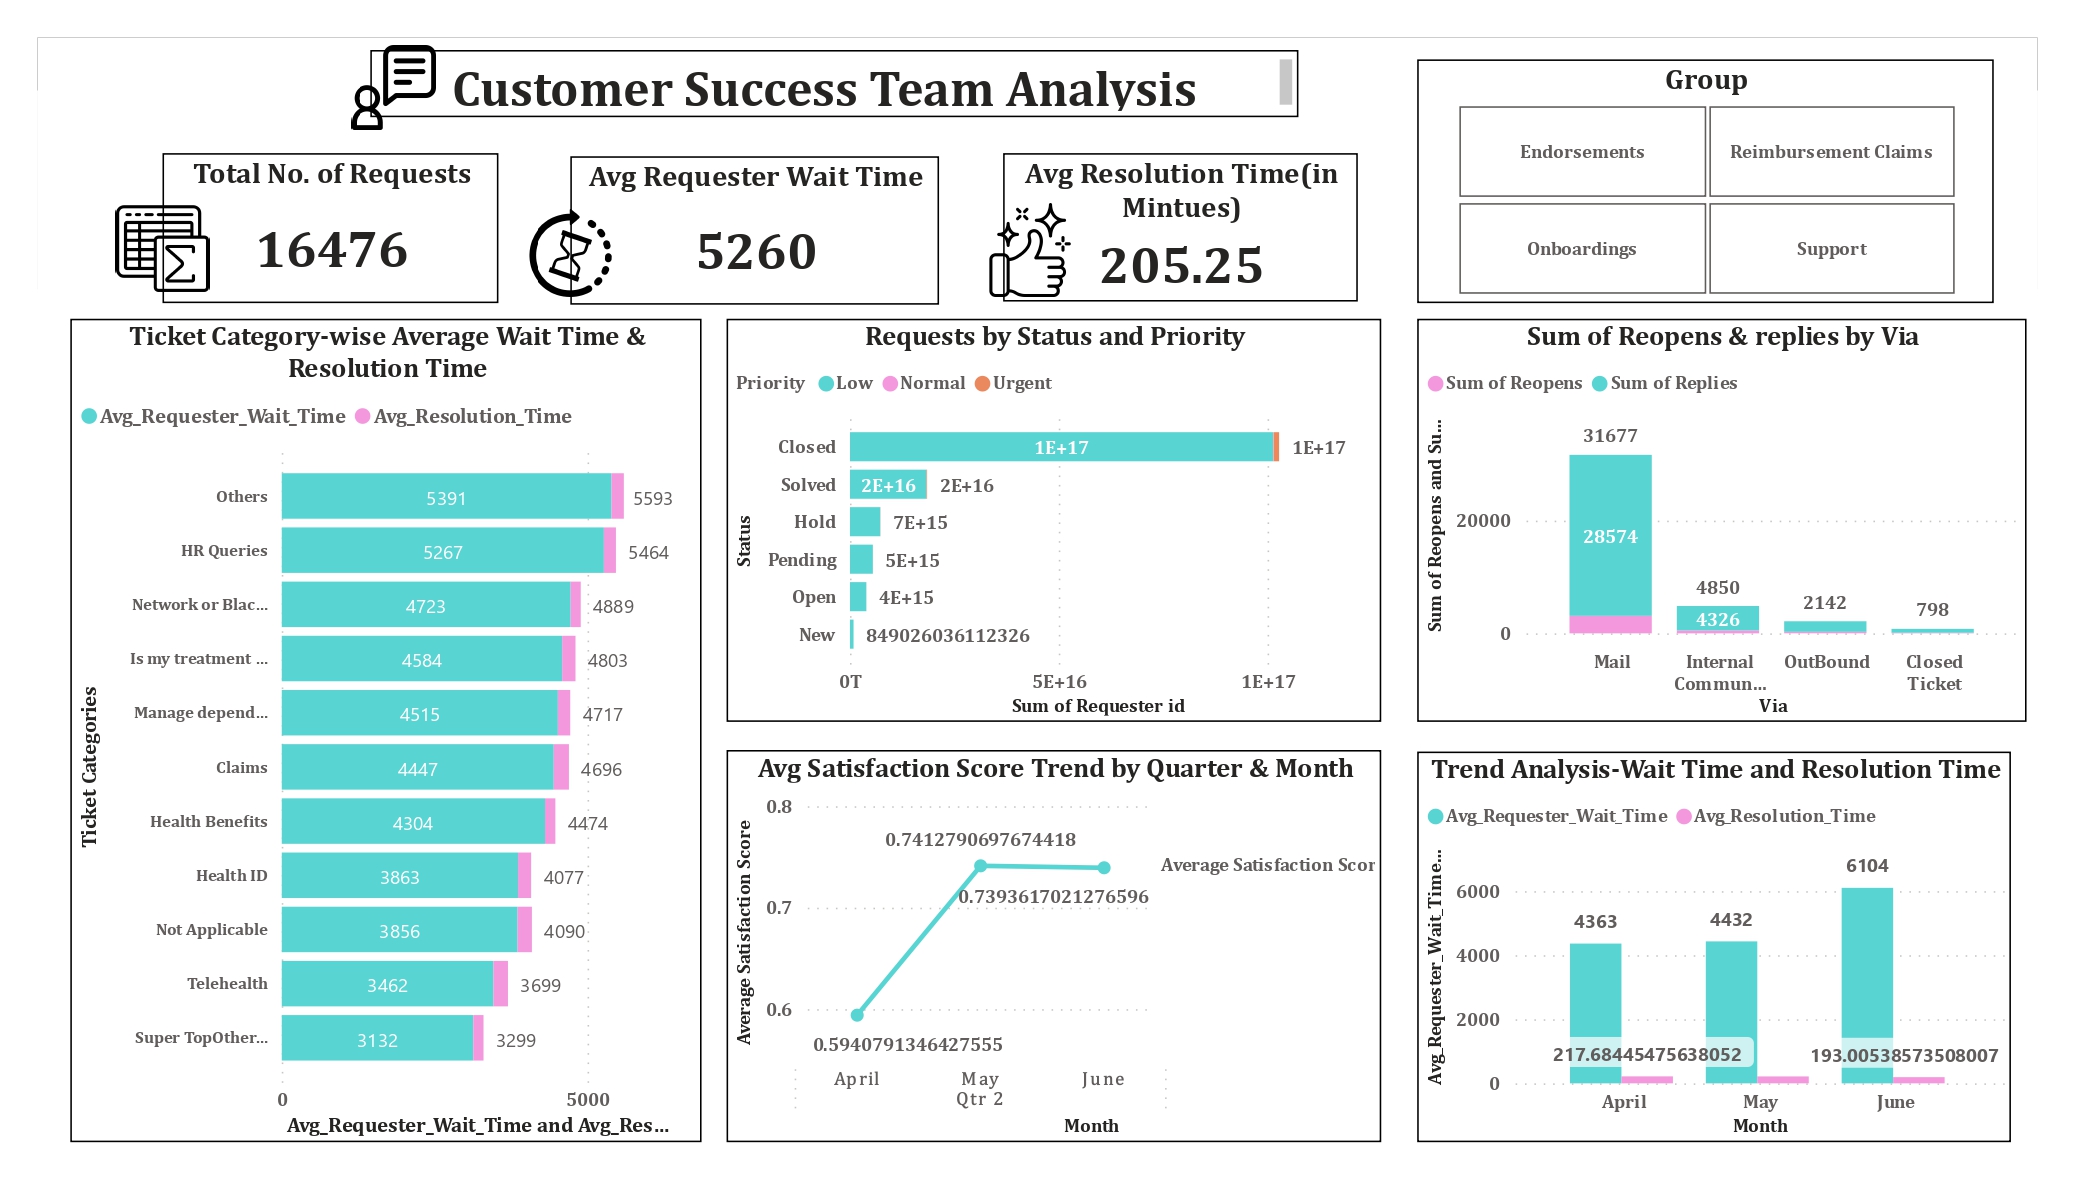 Customer Success Team Analysis
Group
Endorsements
Reimbursement Claims
Onboardings
Support
Total No. of Requests
16476
Avg Requester Wait Time
5260
Avg Resolution Time(in
Mintues)
205.25
Ticket Category-wise Average Wait Time &
Resolution Time
Avg_Requester_Wait_Time
Avg_Resolution_Time
Ticket Categories
Others
5391
5593
HR Queries
5267
5464
Network or Blac...
4723
4889
Is my treatment ...
4584
4803
Manage depend...
4515
4717
Claims
4447
4696
Health Benefits
4304
4474
Health ID
3863
4077
Not Applicable
3856
4090
Telehealth
3462
3699
Super TopOther...
3132
3299
0
5000
Avg_Requester_Wait_Time and Avg_Res...
Requests by Status and Priority
Priority
Low
Normal
Urgent
Status
Closed
1E+17
1E+17
Solved
2E+16
2E+16
Hold
7E+15
Pending
5E+15
Open
4E+15
New
849026036112326
0T
5E+16
1E+17
Sum of Requester id
Sum of Reopens & replies by Via
Sum of Reopens
Sum of Replies
Sum of Reopens and Su...
20000
0
31677
28574
4850
4326
2142
798
Mail
Internal
Commun...
OutBound
Closed
Ticket
Via
Avg Satisfaction Score Trend by Quarter & Month
Average Satisfaction Score
0.8
0.7
0.6
0.7412790697674418
0.7393617021276596
0.5940791346427555
Average Satisfaction Scor
April
May
June
Qtr 2
Month
Trend Analysis-Wait Time and Resolution Time
Avg_Requester_Wait_Time
Avg_Resolution_Time
Avg_Requester_Wait_Time...
6000
4000
2000
0
4363
4432
6104
217.68445475638052
193.00538573508007
April
May
June
Month